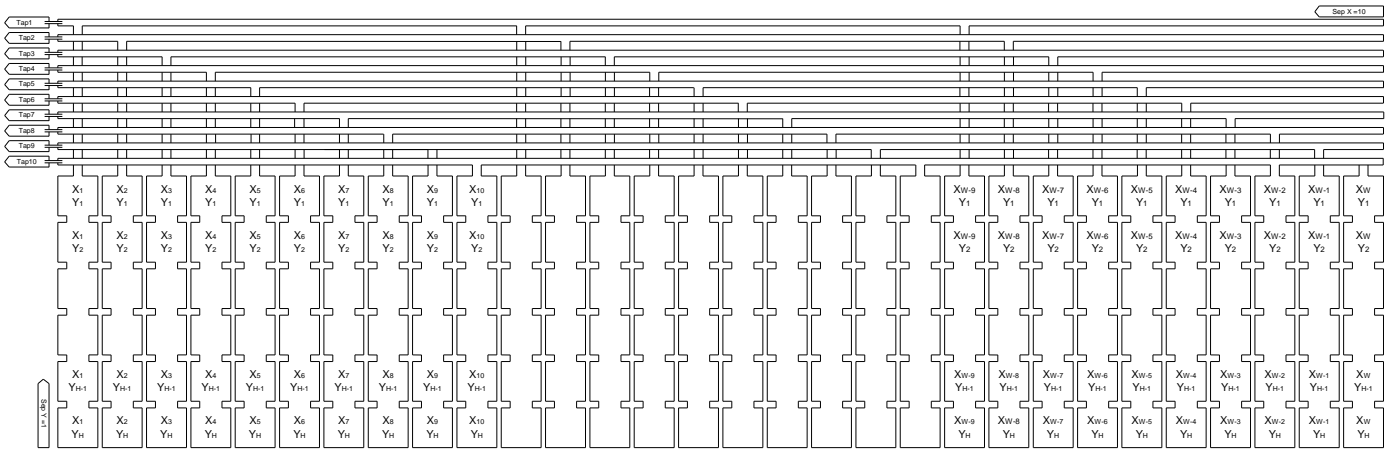 Sep X =10
Tap1
Tap2
Tap3
Tap4
Tap5
Tap6
Tap7
Tap8
Tap9
Tap10
X1 X2 X3 X4 X5 X6 X7 X8 X9 X10 XW-9 XW-8 XW-7 XW-6 XW-5 XW-4 XW-3 XW-2 XW-1 XW
Y1 Y1 Y1 Y1 Y1 Y1 Y1 Y1 Y1 Y1 Y1 Y1 Y1 Y1 Y1 Y1 Y1 Y1 Y1 Y1
X1 X2 X3 X4 X5 X6 X7 X8 X9 X10 XW-9 XW-8 XW-7 XW-6 XW-5 XW-4 XW-3 XW-2 XW-1 XW
Y2 Y2 Y2 Y2 Y2 Y2 Y2 Y2 Y2 Y2 Y2 Y2 Y2 Y2 Y2 Y2 Y2 Y2 Y2 Y2
X1 X2 X3 X4 X5 X6 X7 X8 X9 X10 XW-9 XW-8 XW-7 XW-6 XW-5 XW-4 XW-3 XW-2 XW-1 XW
YH-1 YH-1 YH-1 YH-1 YH-1 YH-1 YH-1 YH-1 YH-1 YH-1 YH-1 YH-1 YH-1 YH-1 YH-1 YH-1 YH-1 YH-1 YH-1 YH-1
Sep Y =1
X1 X2 X3 X4 X5 X6 X7 X8 X9 X10 XW-9 XW-8 XW-7 XW-6 XW-5 XW-4 XW-3 XW-2 XW-1 XW
YH YH YH YH YH YH YH YH YH YH YH YH YH YH YH YH YH YH YH YH